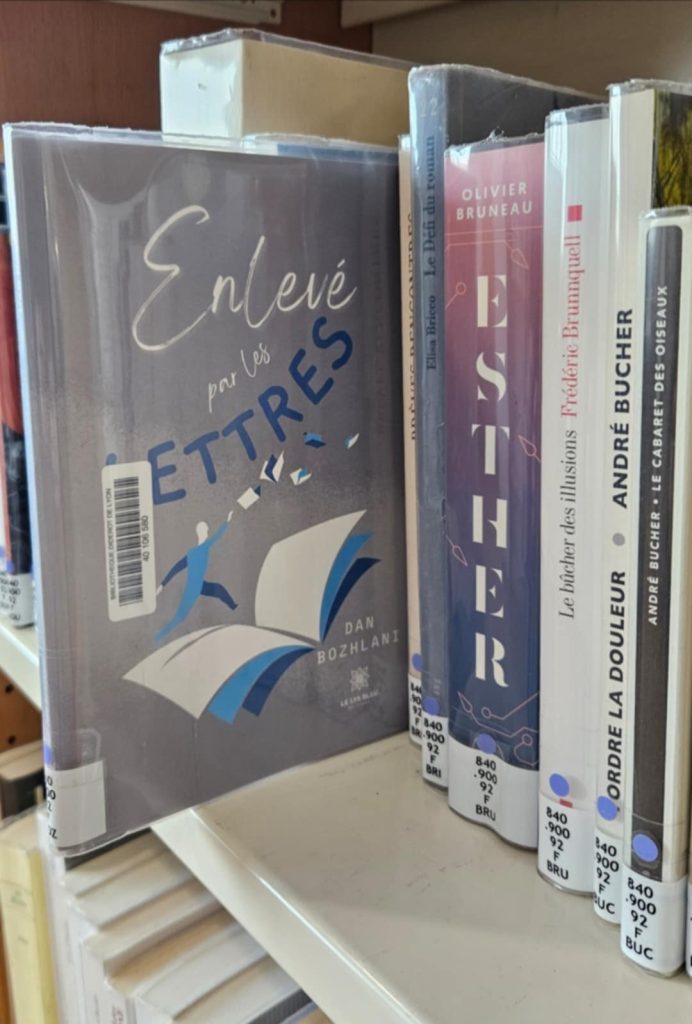 Enlevé
par les
LETTRES
BIBLIOTHEQUE DIDEROT DE LYON
40 106 580
DAN
BOZHLANI
LE LYS BLEU
BRÈVES RENCONTRES
Elisa Bricco Le Défi du roman
840
.900
92
F
BRI
OLIVIER
BRUNEAU
ESTHER
840
.900
92
F
BRU
Le bûcher des illusions Frédéric Brunnquell
840
.900
92
F
BRU
ORDRE LA DOULEUR • ANDRÉ BUCHER
840
.900
92
F
BUC
ANDRÉ BUCHER • LE CABARET DES OISEAUX
840
.900
92
F
BUC